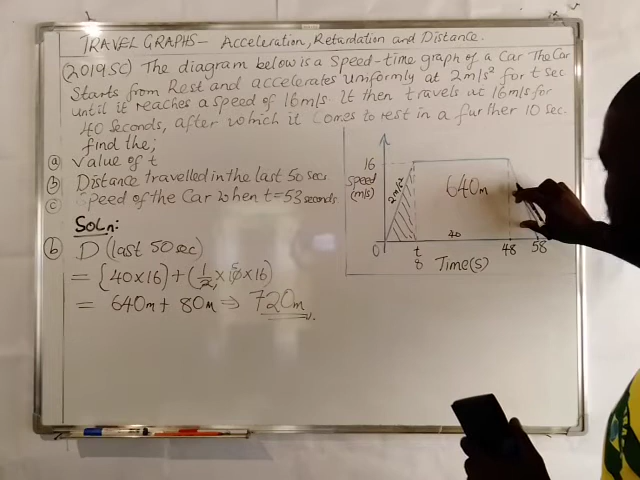 TRAVEL GRAPHS - Acceleration, Retardation and Distance.
(2019SC) The diagram below is a Speed-time graph of a Car The Car
Starts from Rest and accelerates uniformly at 2m/s² for t sec
until it reaches a speed of 16m/s. It then travels at 16m/s for
40 Seconds, after which it Comes to rest in a further 10 sec.
find the;
(a) Value of t
(b) Distance travelled in the last 50 secs
(c) Speed of the Car when t=53 seconds
Soln:
(b) D (last 50 sec)
= {40×16} + (1/2 × 10 × 16)
= 640m + 80m ⇒ 720m
16
Speed
(m/s)
2m/s²
640m
40
0
t
8
48
58
Time(s)